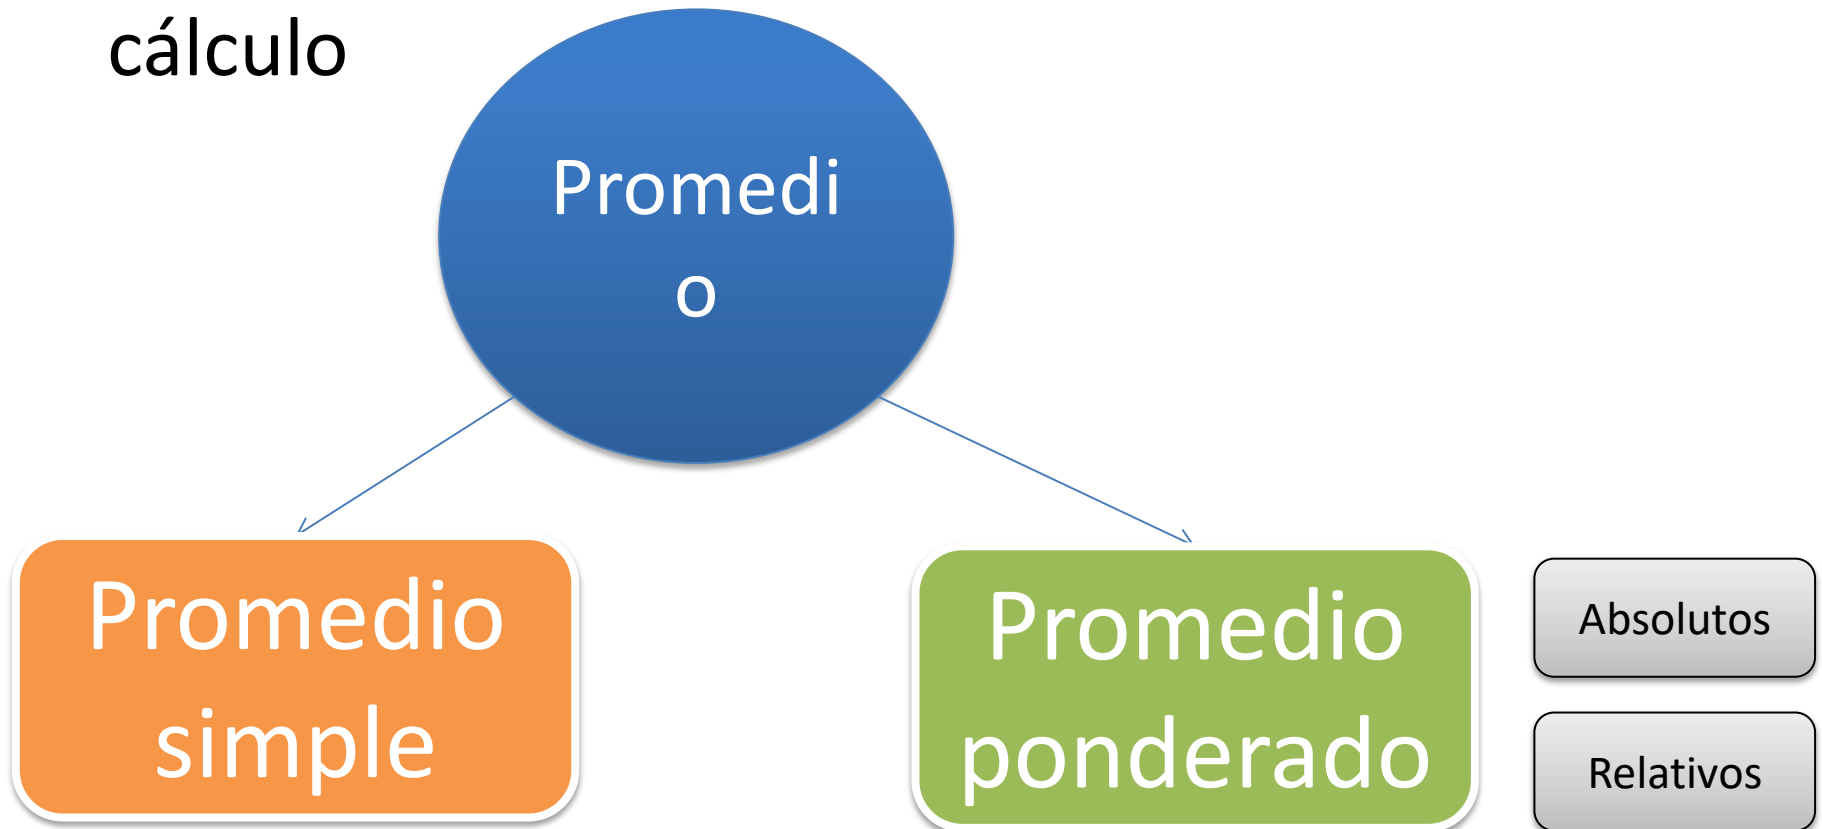 cálculo
Promedi
o
Promedio
simple
Promedio
ponderado
Absolutos
Relativos